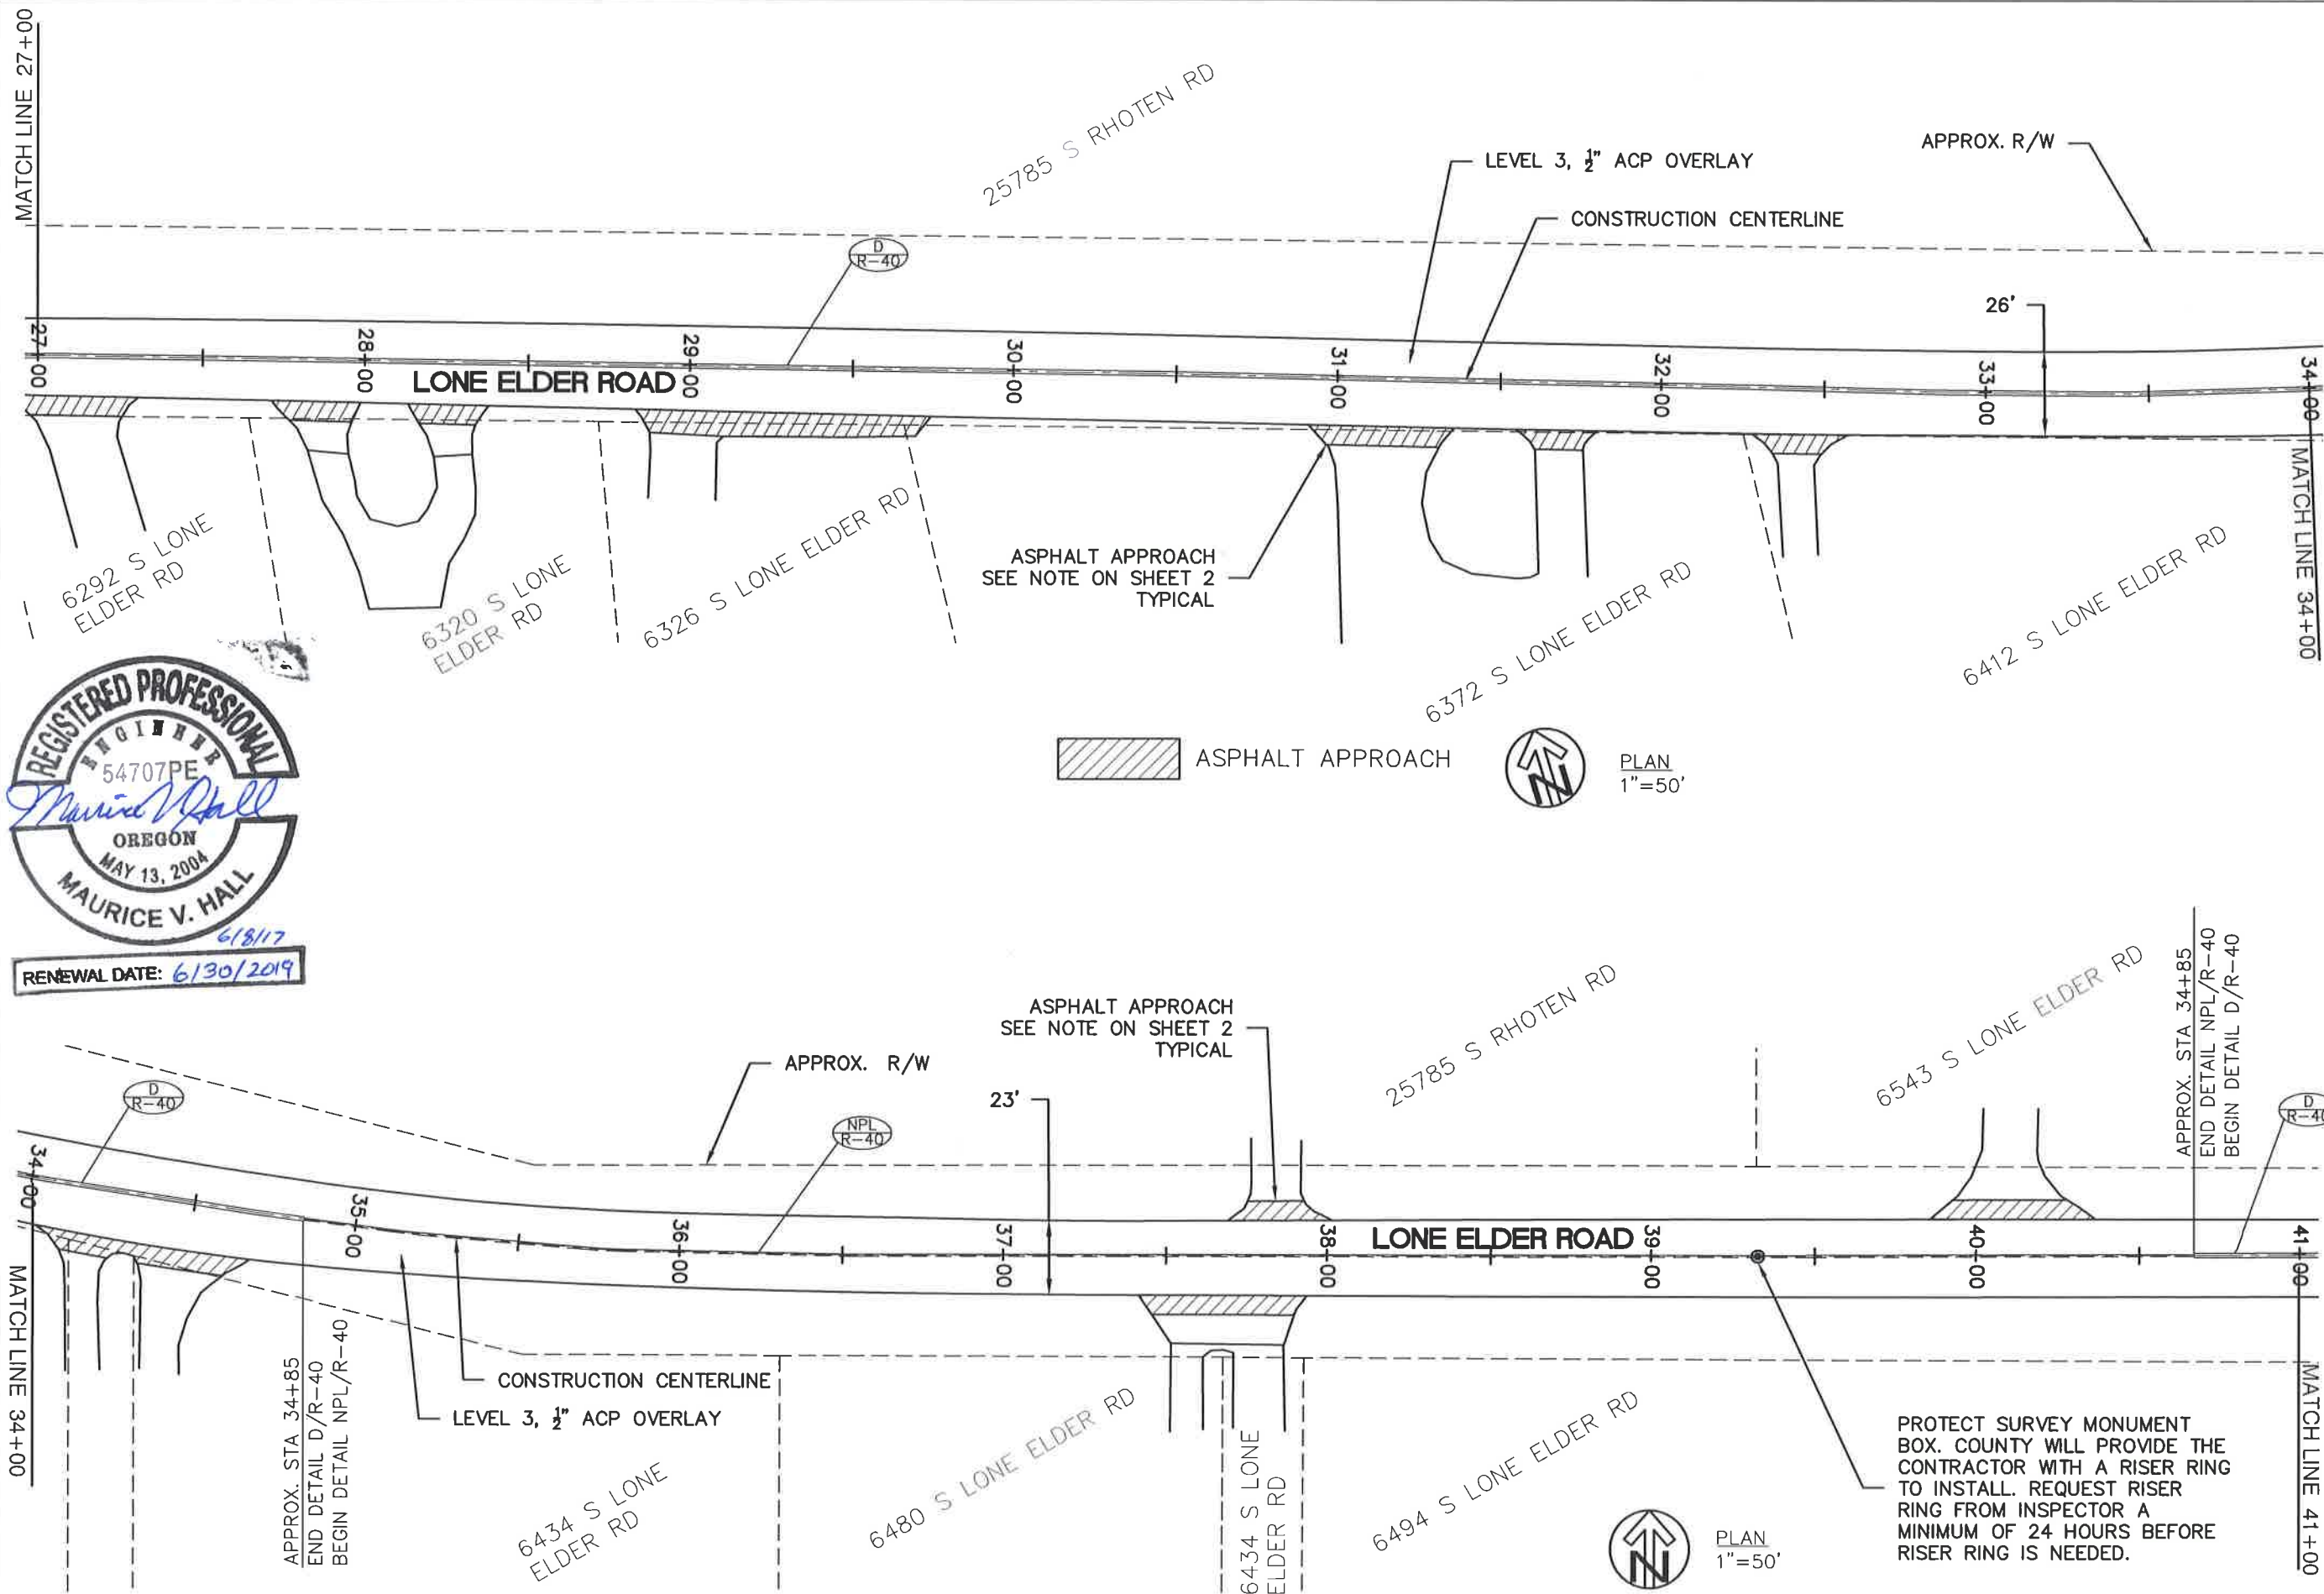 MATCH LINE 27+00
25785 S RHOTEN RD
LEVEL 3, ½" ACP OVERLAY
APPROX. R/W
CONSTRUCTION CENTERLINE
D
R-40
26'
27+00
28+00
29+00
30+00
31+00
32+00
33+00
34+00
LONE ELDER ROAD
MATCH LINE 34+00
ASPHALT APPROACH
SEE NOTE ON SHEET 2
TYPICAL
6292 S LONE
ELDER RD
6320 S LONE
ELDER RD
6326 S LONE ELDER RD
6372 S LONE ELDER RD
6412 S LONE ELDER RD
ASPHALT APPROACH
N
PLAN
1"=50'
REGISTERED PROFESSIONAL
ENGINEER
54707PE
Maurice V Hall
OREGON
MAY 13, 2004
MAURICE V. HALL
6/8/17
RENEWAL DATE: 6/30/2019
ASPHALT APPROACH
SEE NOTE ON SHEET 2
TYPICAL
APPROX. R/W
25785 S RHOTEN RD
6543 S LONE ELDER RD
APPROX. STA 34+85
END DETAIL NPL/R-40
BEGIN DETAIL D/R-40
D
R-40
NPL
R-40
D
R-40
23'
34+00
35+00
36+00
37+00
38+00
39+00
40+00
41+00
LONE ELDER ROAD
MATCH LINE 34+00
APPROX. STA 34+85
END DETAIL D/R-40
BEGIN DETAIL NPL/R-40
CONSTRUCTION CENTERLINE
LEVEL 3, ½" ACP OVERLAY
6434 S LONE
ELDER RD
6480 S LONE ELDER RD
6434 S LONE
ELDER RD
6494 S LONE ELDER RD
N
PLAN
1"=50'
PROTECT SURVEY MONUMENT
BOX. COUNTY WILL PROVIDE THE
CONTRACTOR WITH A RISER RING
TO INSTALL. REQUEST RISER
RING FROM INSPECTOR A
MINIMUM OF 24 HOURS BEFORE
RISER RING IS NEEDED.
MATCH LINE 41+00